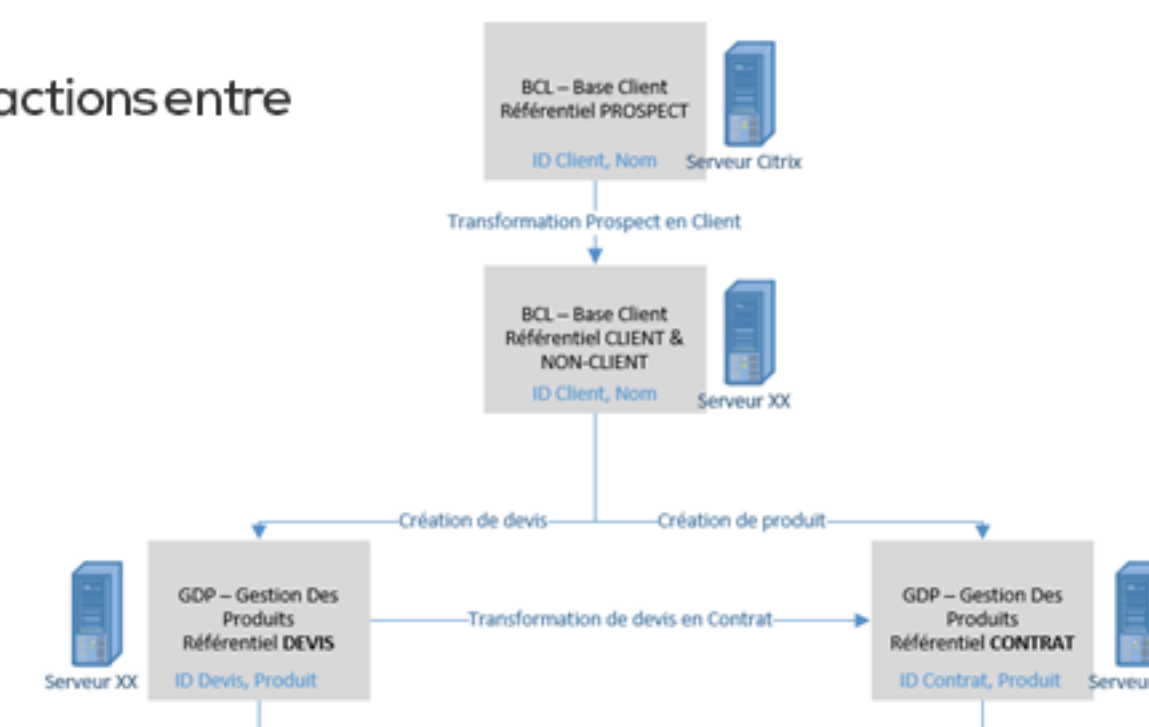 actions entre
BCL – Base Client
Référentiel PROSPECT
ID Client, Nom
Serveur Citrix
Transformation Prospect en Client
BCL – Base Client
Référentiel CLIENT &
NON-CLIENT
ID Client, Nom
Serveur XX
Création de devis
Création de produit
GDP – Gestion Des
Produits
Référentiel DEVIS
ID Devis, Produit
Serveur XX
Transformation de devis en Contrat
GDP – Gestion Des
Produits
Référentiel CONTRAT
ID Contrat, Produit
Serveur